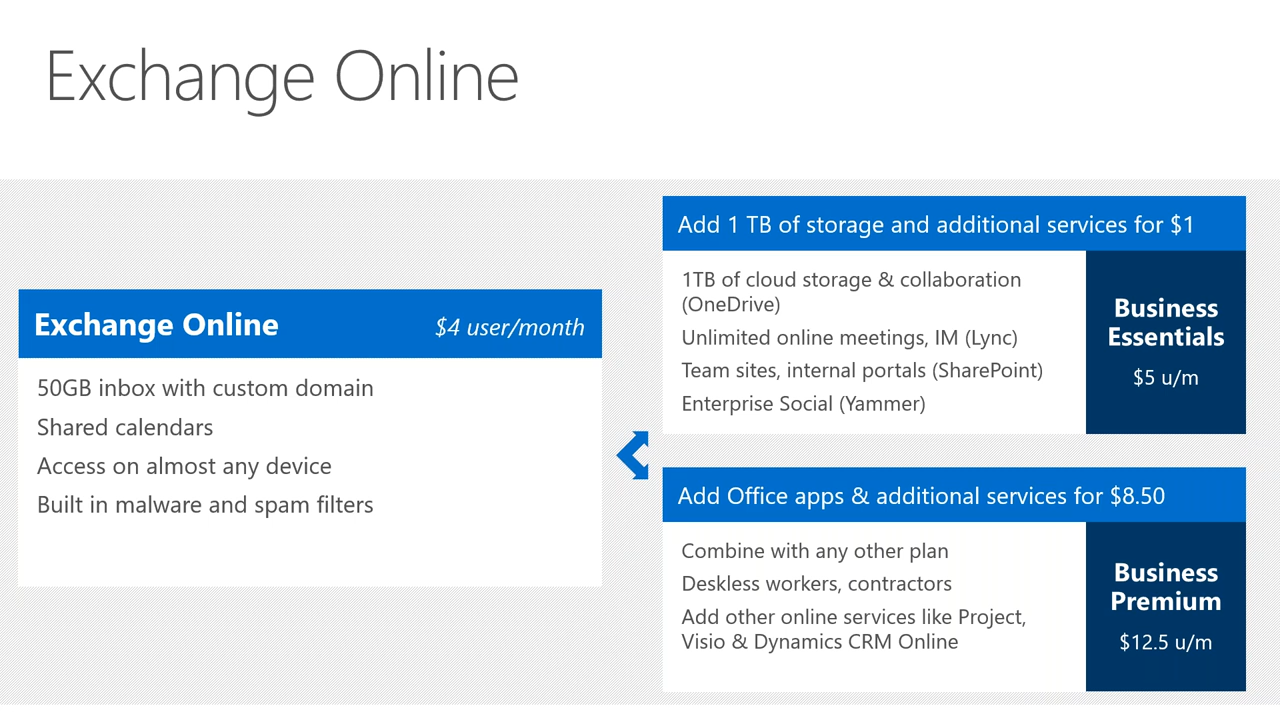 Exchange Online
Exchange Online $4 user/month
50GB inbox with custom domain
Shared calendars
Access on almost any device
Built in malware and spam filters
Add 1 TB of storage and additional services for $1
1TB of cloud storage & collaboration
(OneDrive)
Unlimited online meetings, IM (Lync)
Team sites, internal portals (SharePoint)
Enterprise Social (Yammer)
Business
Essentials
$5 u/m
Add Office apps & additional services for $8.50
Combine with any other plan
Deskless workers, contractors
Add other online services like Project,
Visio & Dynamics CRM Online
Business
Premium
$12.5 u/m